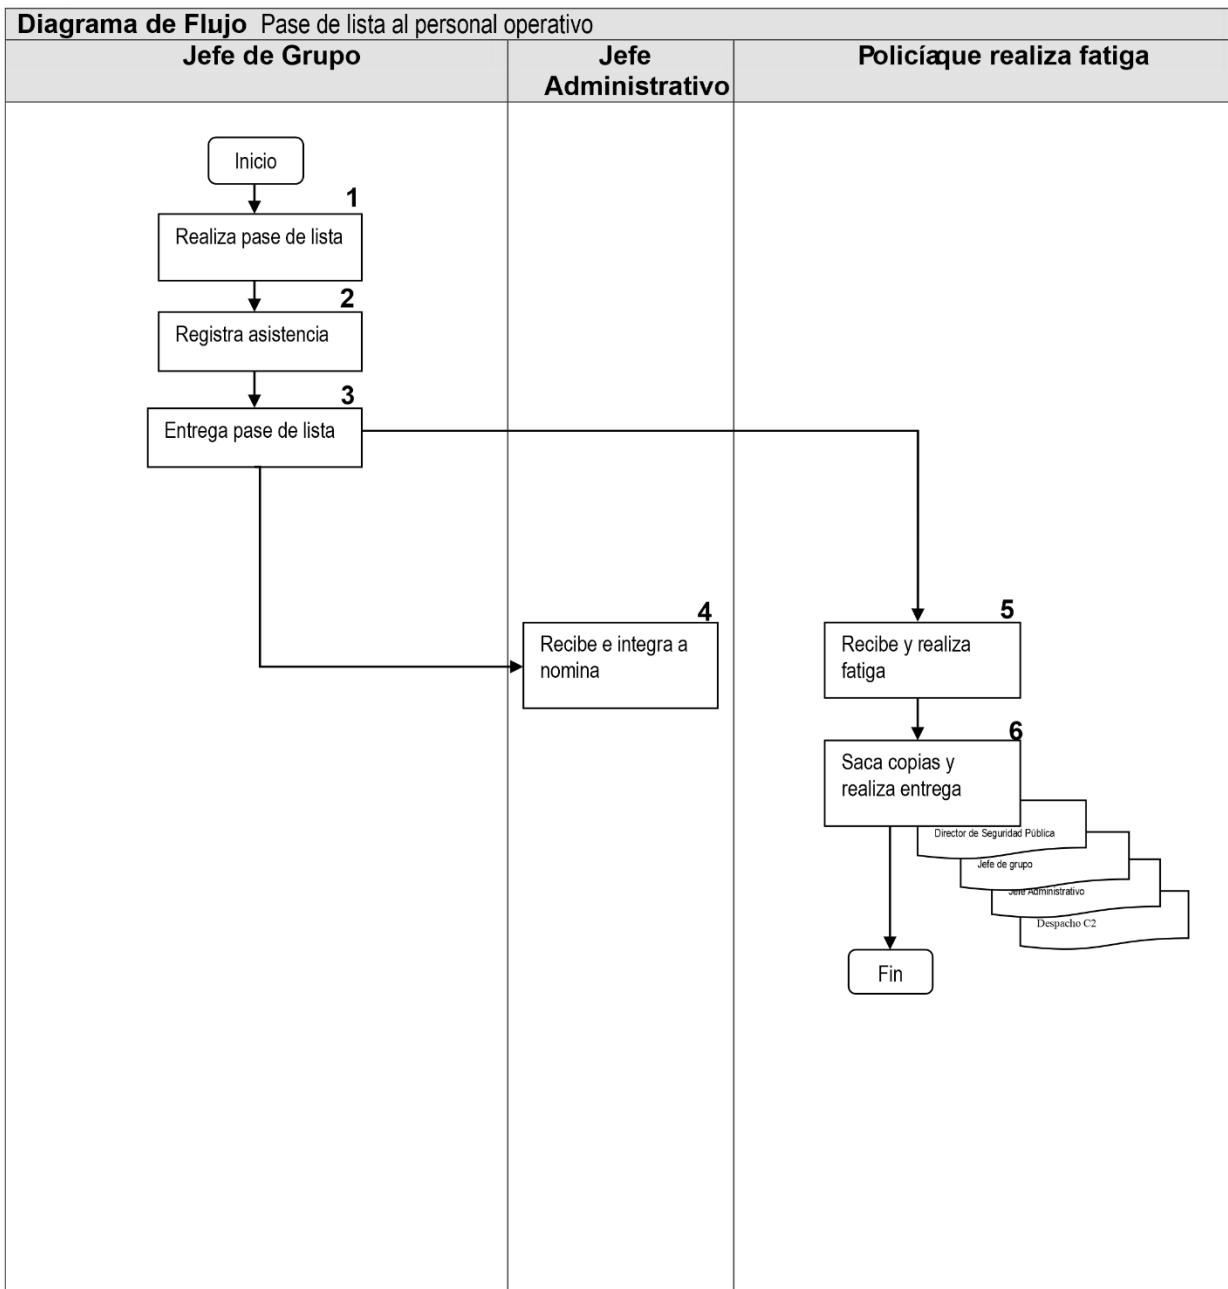 Diagrama de Flujo Pase de lista al personal operativo
Jefe de Grupo
Jefe
Administrativo
Policía que realiza fatiga
Inicio
1
Realiza pase de lista
2
Registra asistencia
3
Entrega pase de lista
4
Recibe e integra a
nomina
5
Recibe y realiza
fatiga
6
Saca copias y
realiza entrega
Director de Seguridad Pública
Jefe de grupo
Jefe Administrativo
Despacho C2
Fin